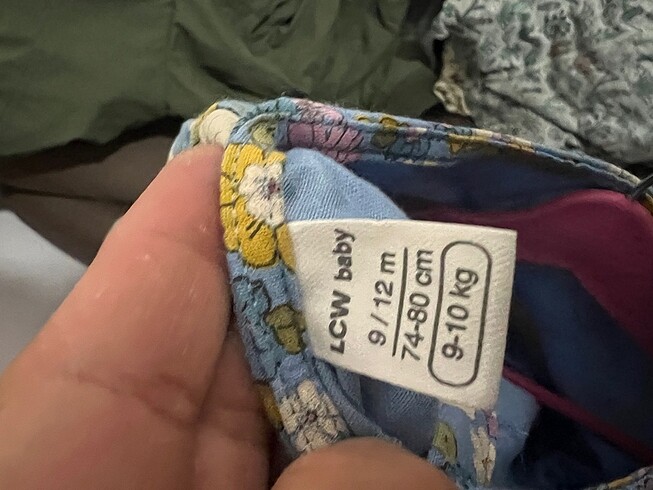 LCW baby
9/12 m
74-80 cm
9-10 kg